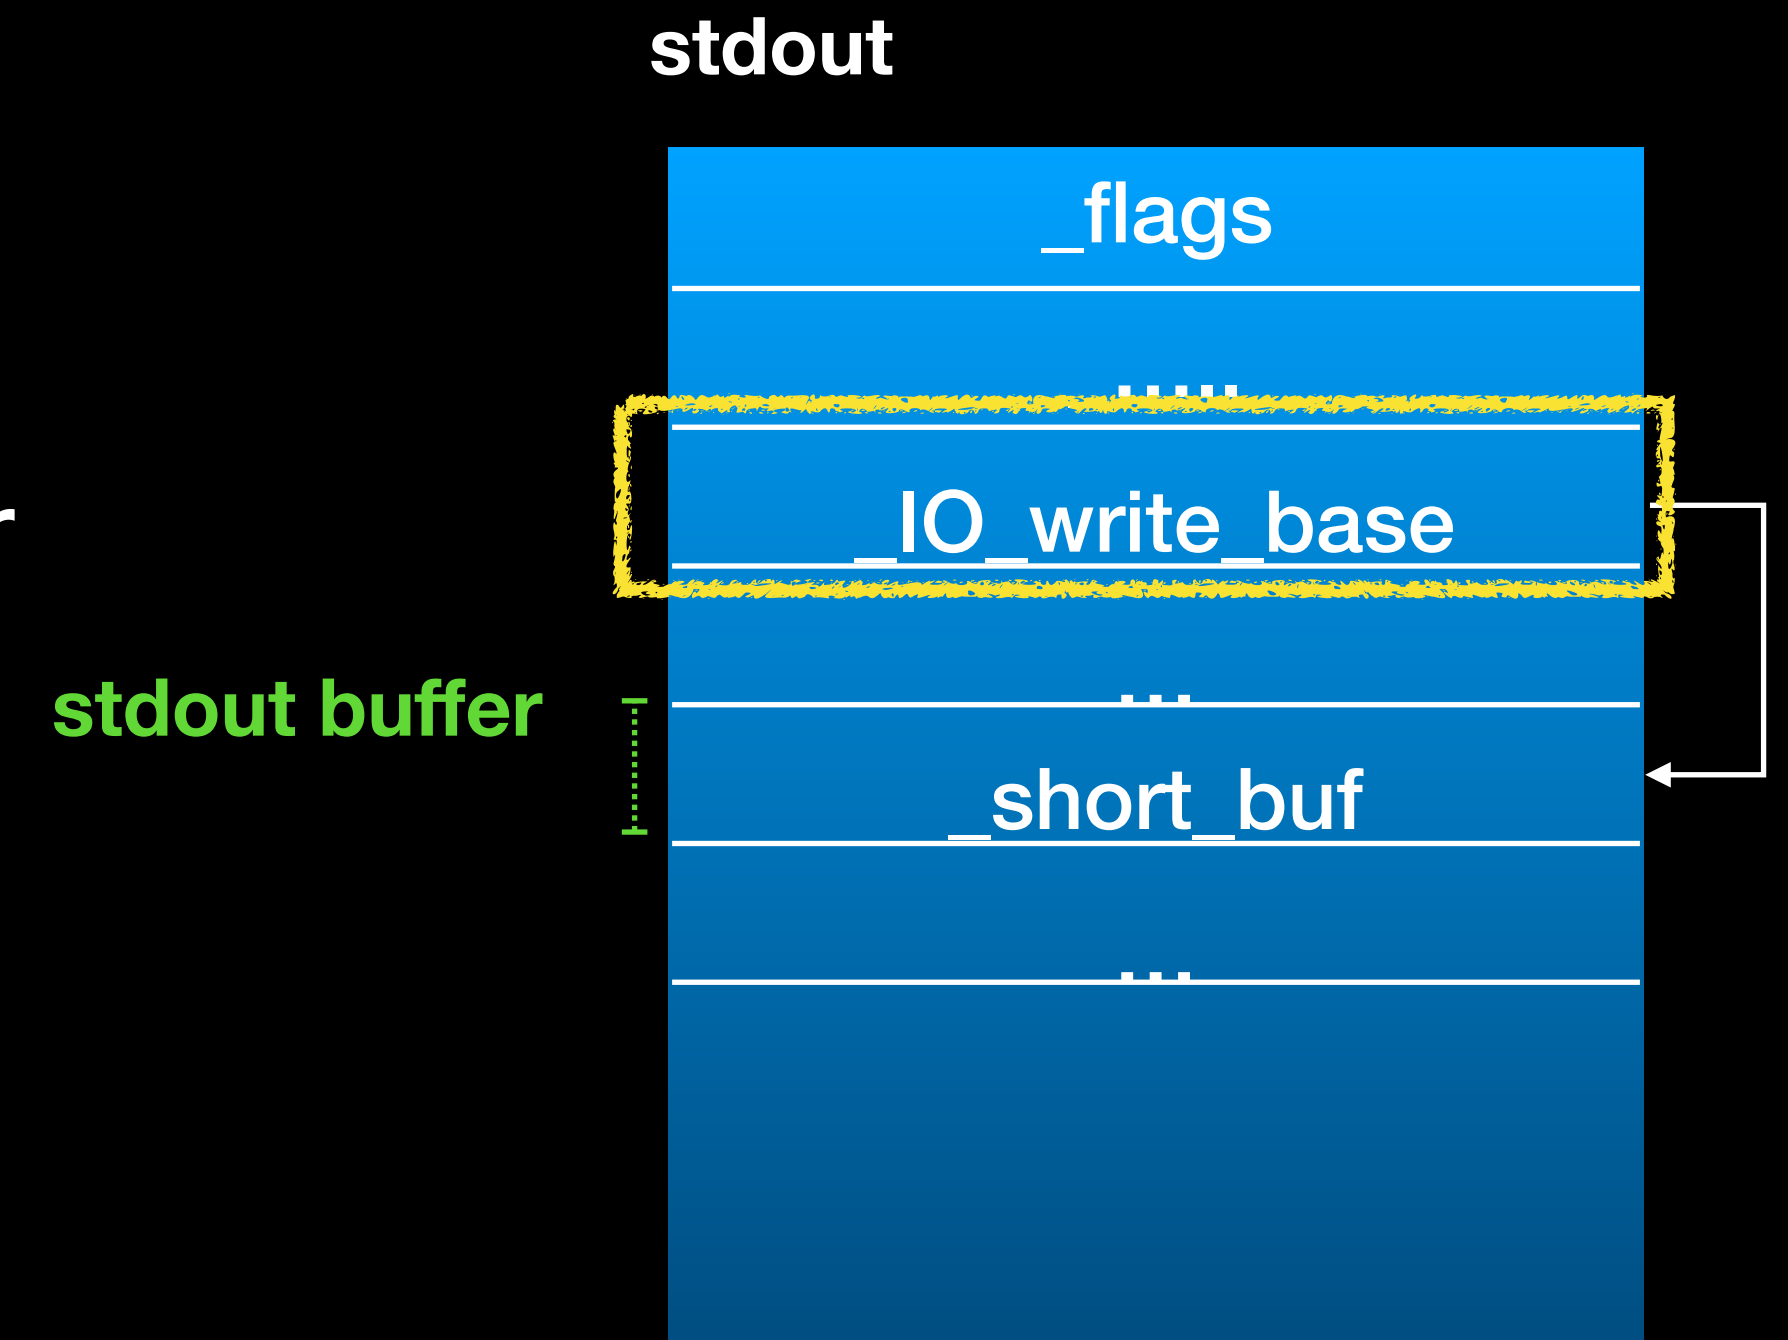 stdout
_flags
.....
_IO_write_base
...
stdout buffer
_short_buf
...